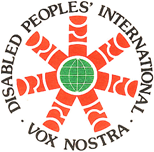 DISABLED PEOPLES' INTERNATIONAL
· VOX NOSTRA ·